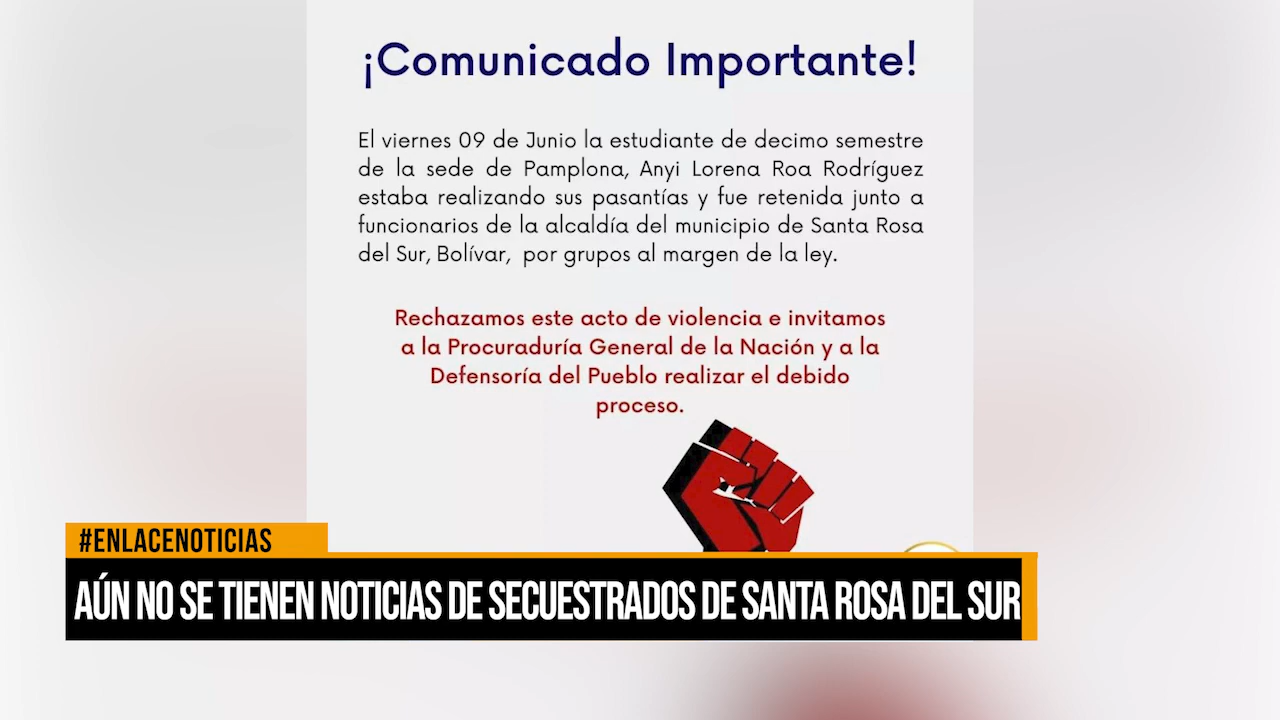 ¡Comunicado Importante!
El viernes 09 de Junio la estudiante de decimo semestre
de la sede de Pamplona, Anyi Lorena Roa Rodríguez
estaba realizando sus pasantías y fue retenida junto a
funcionarios de la alcaldía del municipio de Santa Rosa
del Sur, Bolívar, por grupos al margen de la ley.
Rechazamos este acto de violencia e invitamos
a la Procuraduría General de la Nación y a la
Defensoría del Pueblo realizar el debido
proceso.
#ENLACENOTICIAS
AÚN NO SE TIENEN NOTICIAS DE SECUESTRADOS DE SANTA ROSA DEL SUR